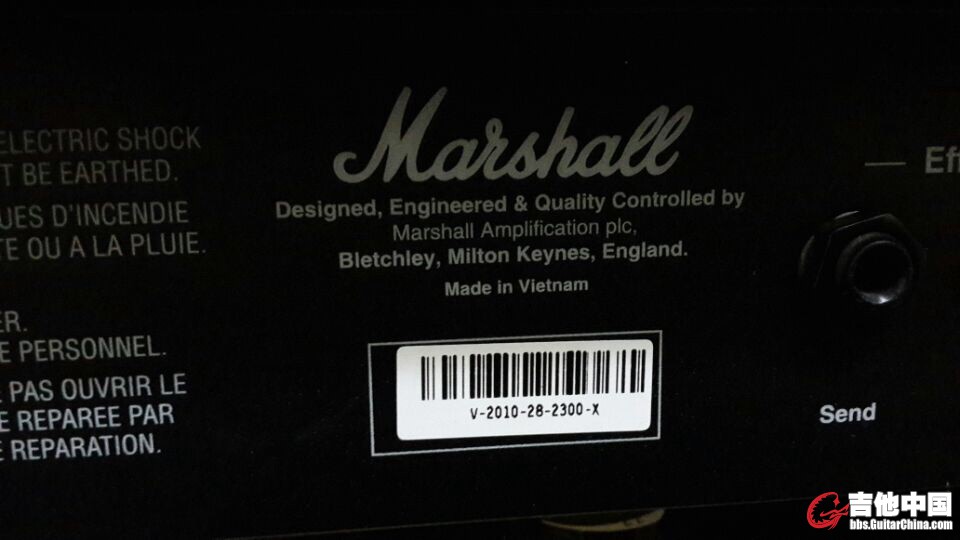 ELECTRIC SHOCK
T BE EARTHED.
UES D'INCENDIE
TE OU A LA PLUIE.
ER.
E PERSONNEL.
PAS OUVRIR LE
E REPAREE PAR
E REPARATION.
Marshall
Designed, Engineered & Quality Controlled by
Marshall Amplification plc,
Bletchley, Milton Keynes, England.
Made in Vietnam
V-2010-28-2300-X
Eff
Send
吉他中国
bbs.GuitarChina.com